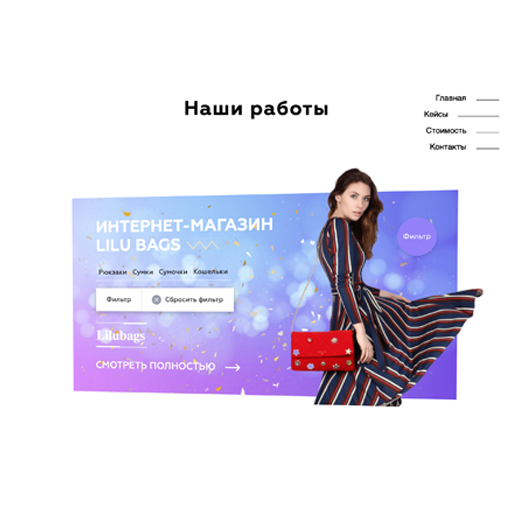 Главная
Наши работы
Кейсы
Стоимость
Контакты
ИНТЕРНЕТ-МАГАЗИН
LILU BAGS
Фильтр
Рюкзаки Сумки Сумочки Кошельки
Фильтр Сбросить фильтр
Lilubags
СМОТРЕТЬ ПОЛНОСТЬЮ